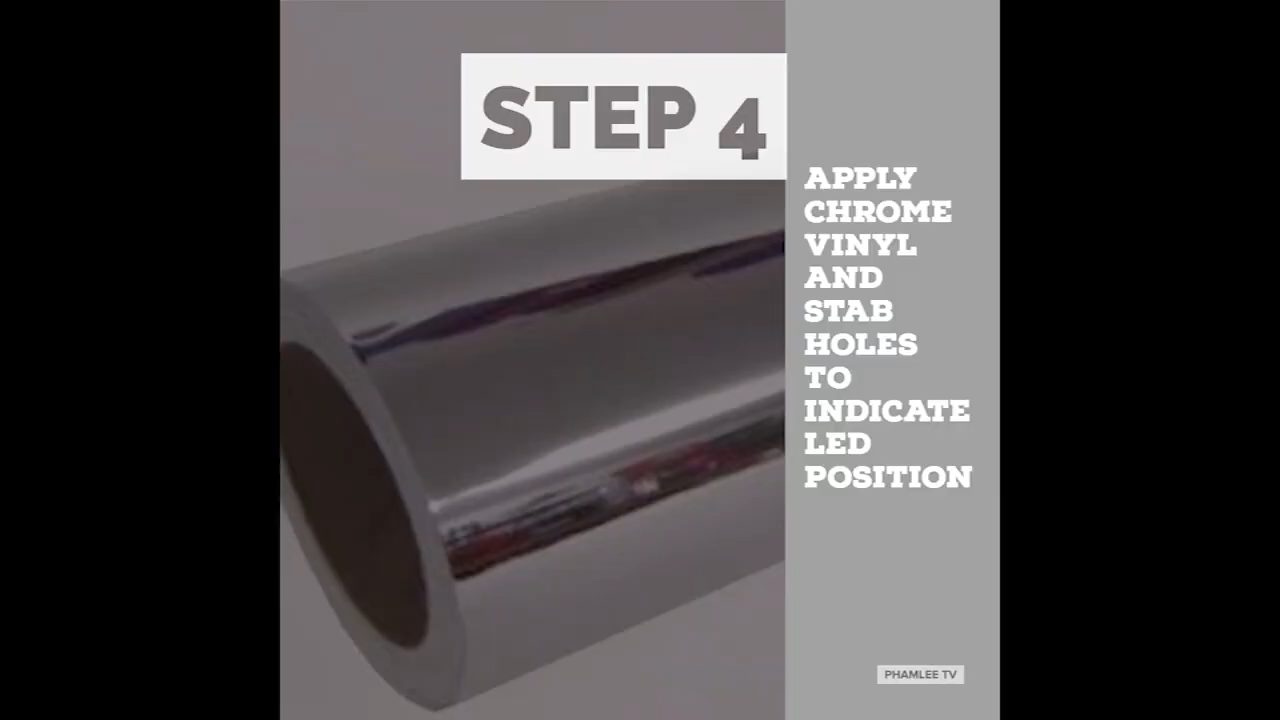 STEP 4
APPLY
CHROME
VINYL
AND
STAB
HOLES
TO
INDICATE
LED
POSITION
PHAMLEE TV